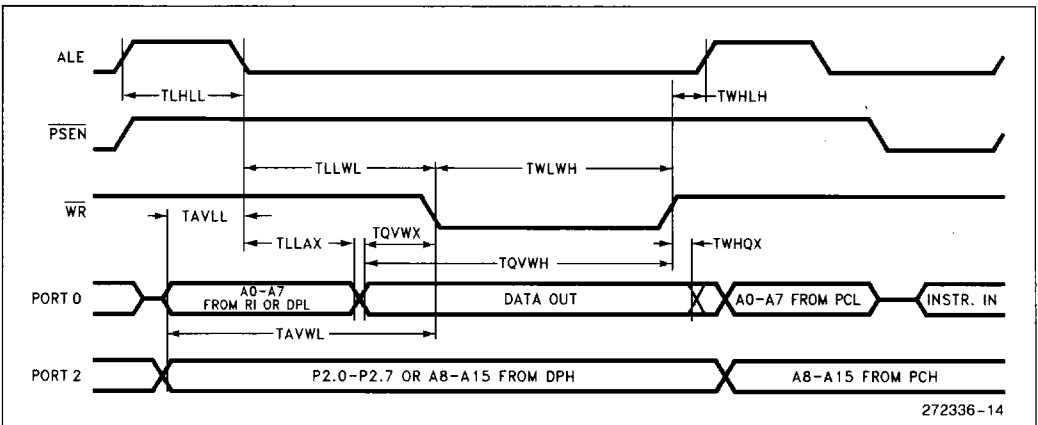 ALE
TLHLL
TWHLH
PSEN
TLLWL
TWLWH
WR
TAVLL
TLLAX
TQVWX
TWHQX
TQVWH
PORT 0
A0-A7
FROM RI OR DPL
DATA OUT
A0-A7 FROM PCL
INSTR. IN
TAVWL
PORT 2
P2.0-P2.7 OR A8-A15 FROM DPH
A8-A15 FROM PCH
272336-14